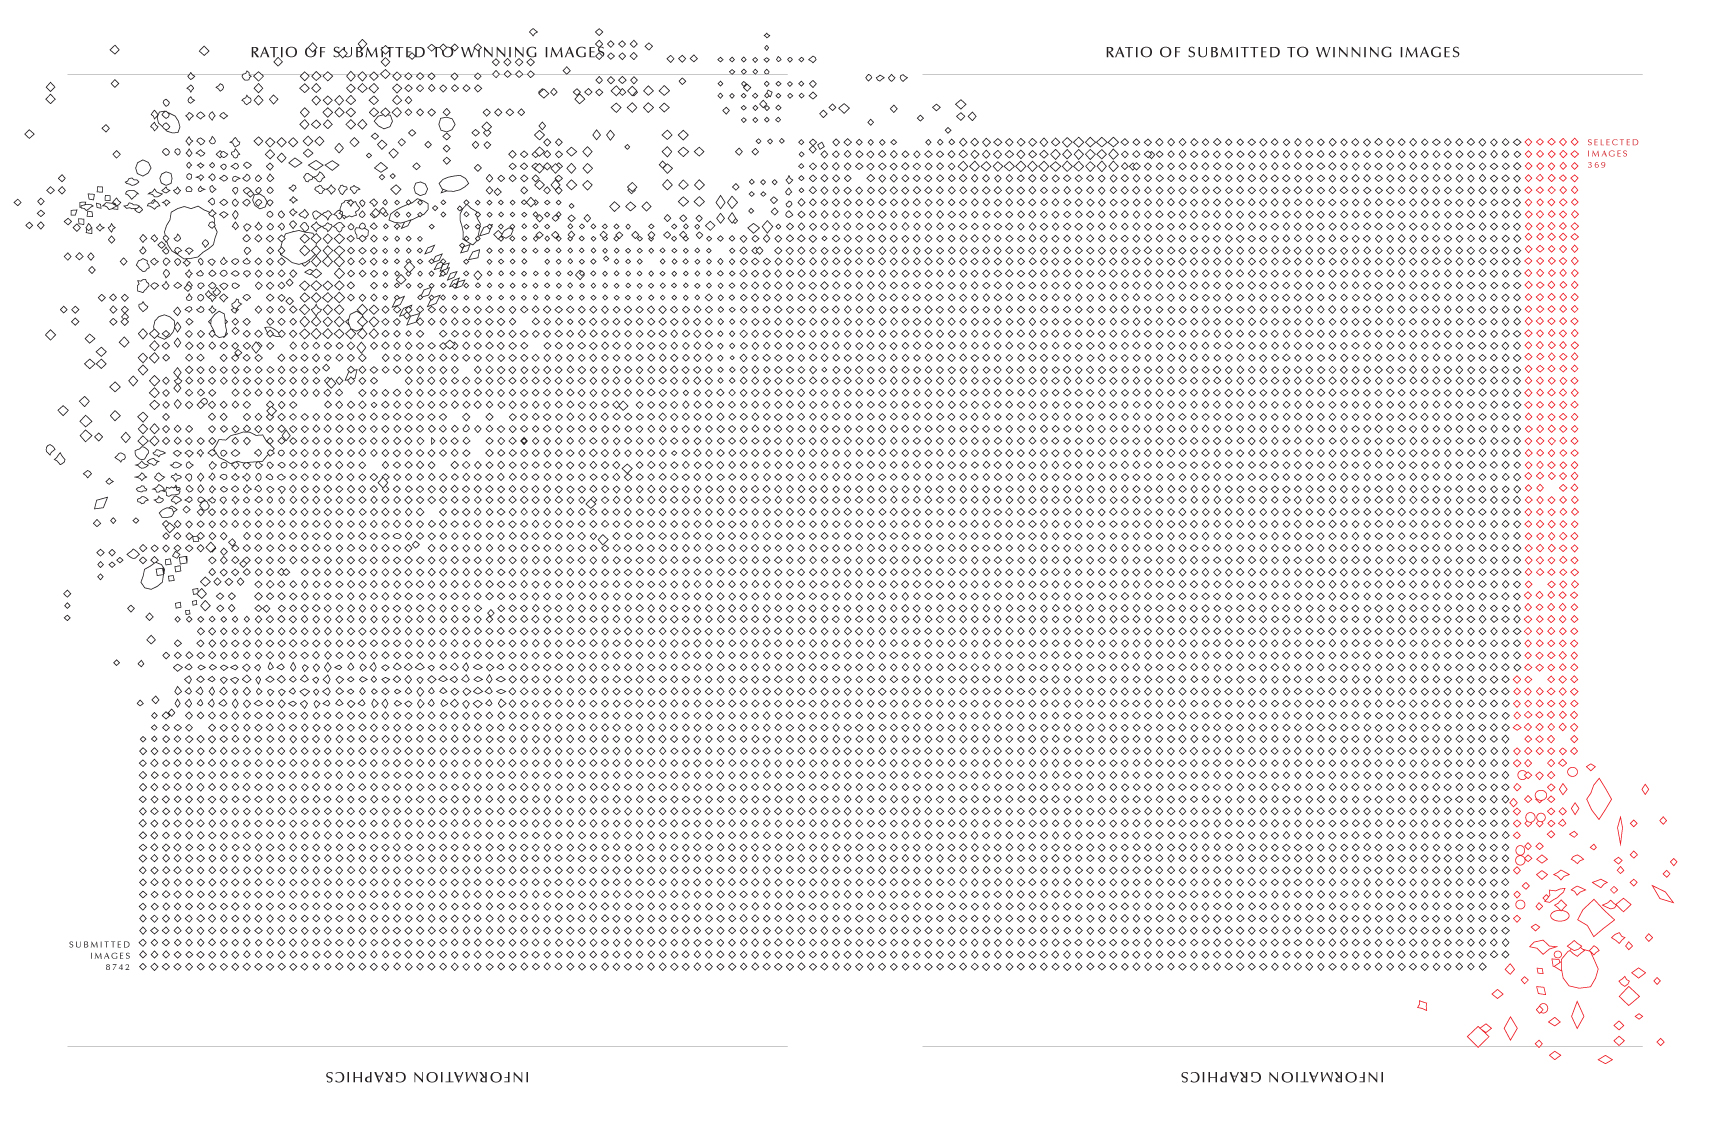 RATIO OF SUBMITTED TO WINNING IMAGES
RATIO OF SUBMITTED TO WINNING IMAGES
SELECTED
IMAGES
369
SUBMITTED
IMAGES
8742
INFORMATION GRAPHICS
INFORMATION GRAPHICS